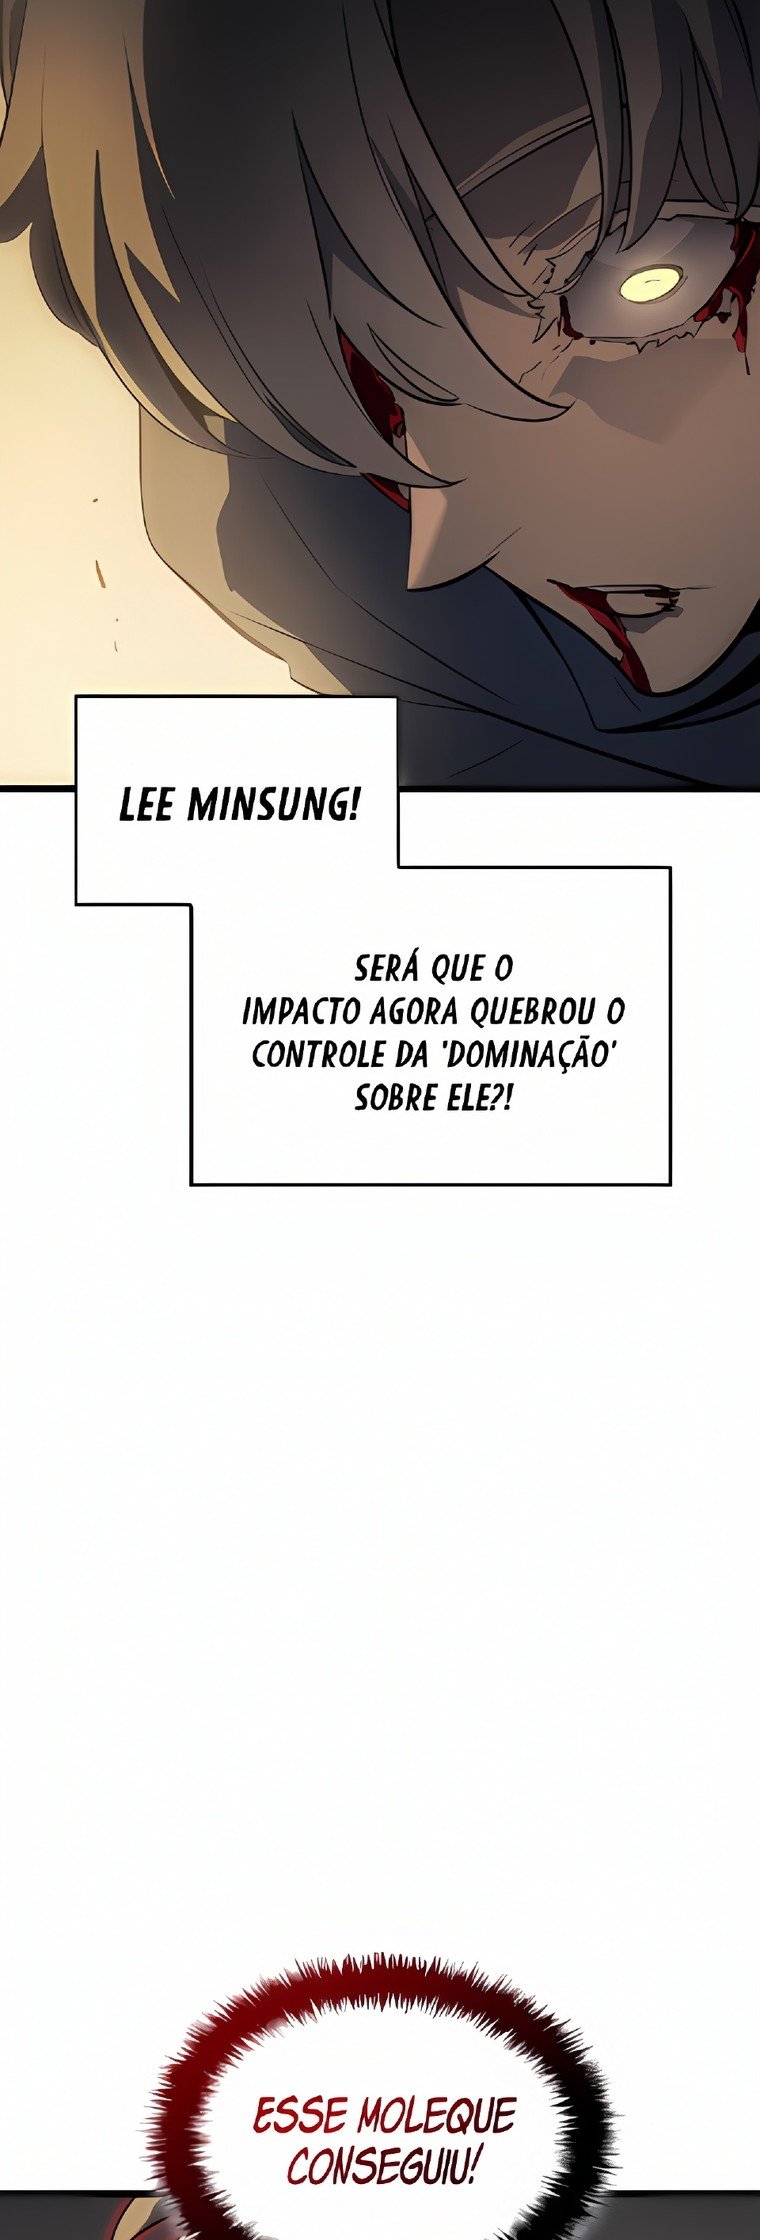 LEE MINSUNG!
SERÁ QUE O
IMPACTO AGORA QUEBROU O
CONTROLE DA 'DOMINAÇÃO'
SOBRE ELE?!
ESSE MOLEQUE
CONSEGUIU!